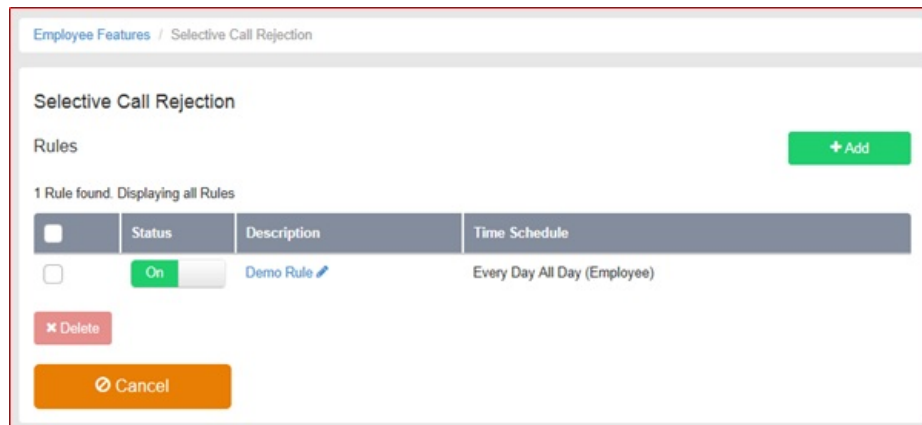 Employee Features / Selective Call Rejection
Selective Call Rejection
Rules
+ Add
1 Rule found. Displaying all Rules
Status Description Time Schedule
On Demo Rule Every Day All Day (Employee)
Delete
Cancel